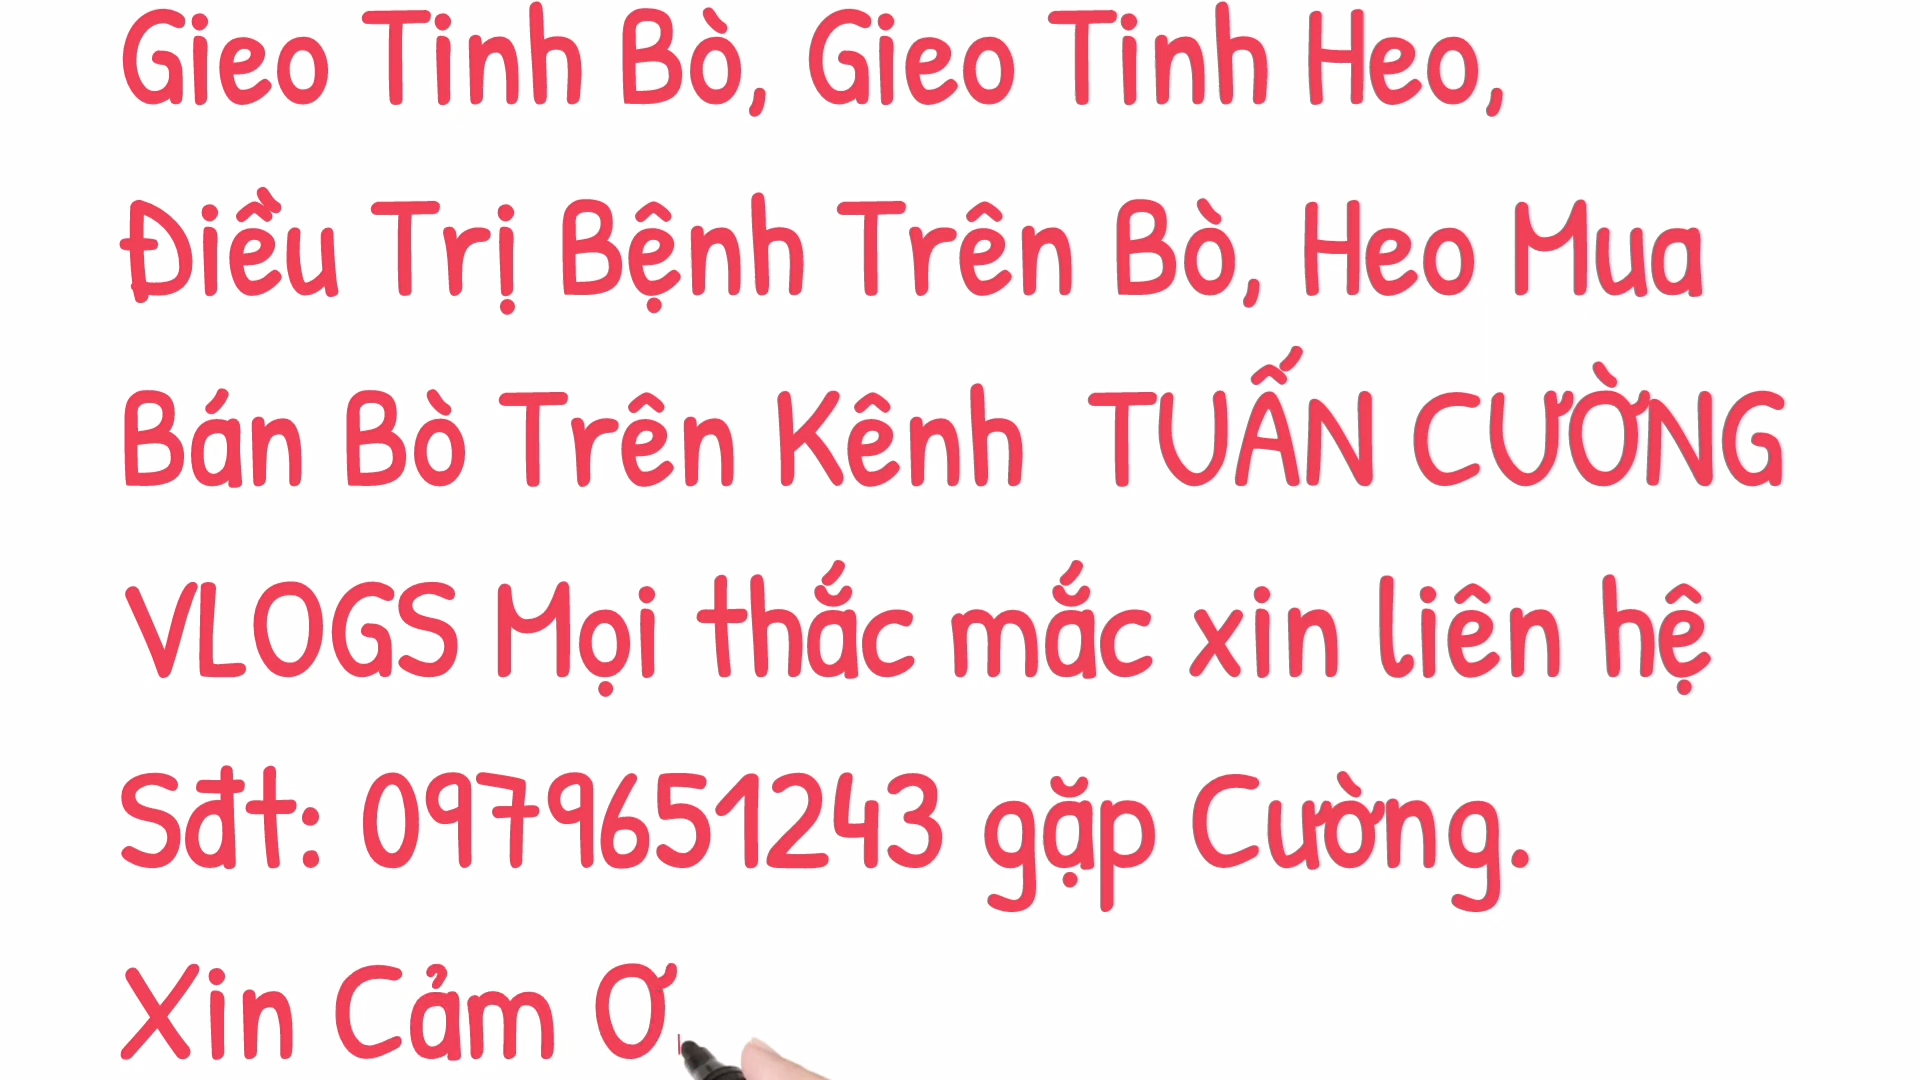 Gieo Tinh Bò, Gieo Tinh Heo,
Điều Trị Bệnh Trên Bò, Heo Mua
Bán Bò Trên Kênh TUẤN CƯỜNG
VLOGS Mọi thắc mắc xin liên hệ
Sđt: 0979651243 gặp Cường.
Xin Cảm Ơ